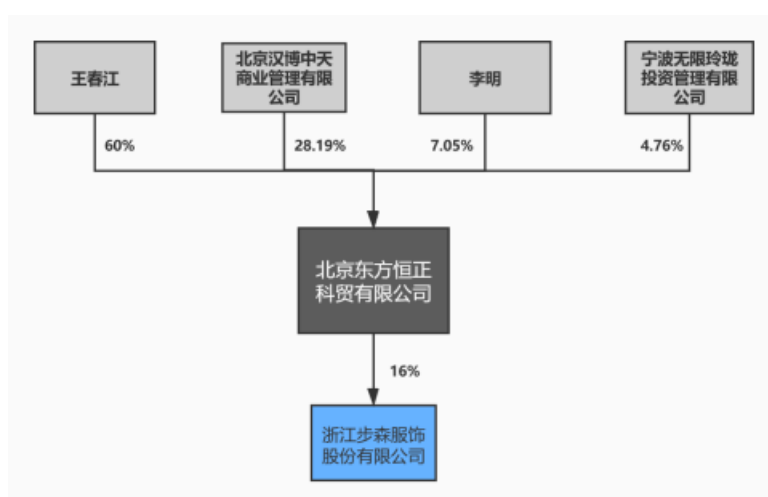 王春江
北京汉博中天
商业管理有限
公司
李明
宁波无限玲珑
投资管理有限
公司
60%
28.19%
7.05%
4.76%
北京东方恒正
科贸有限公司
16%
浙江步森服饰
股份有限公司